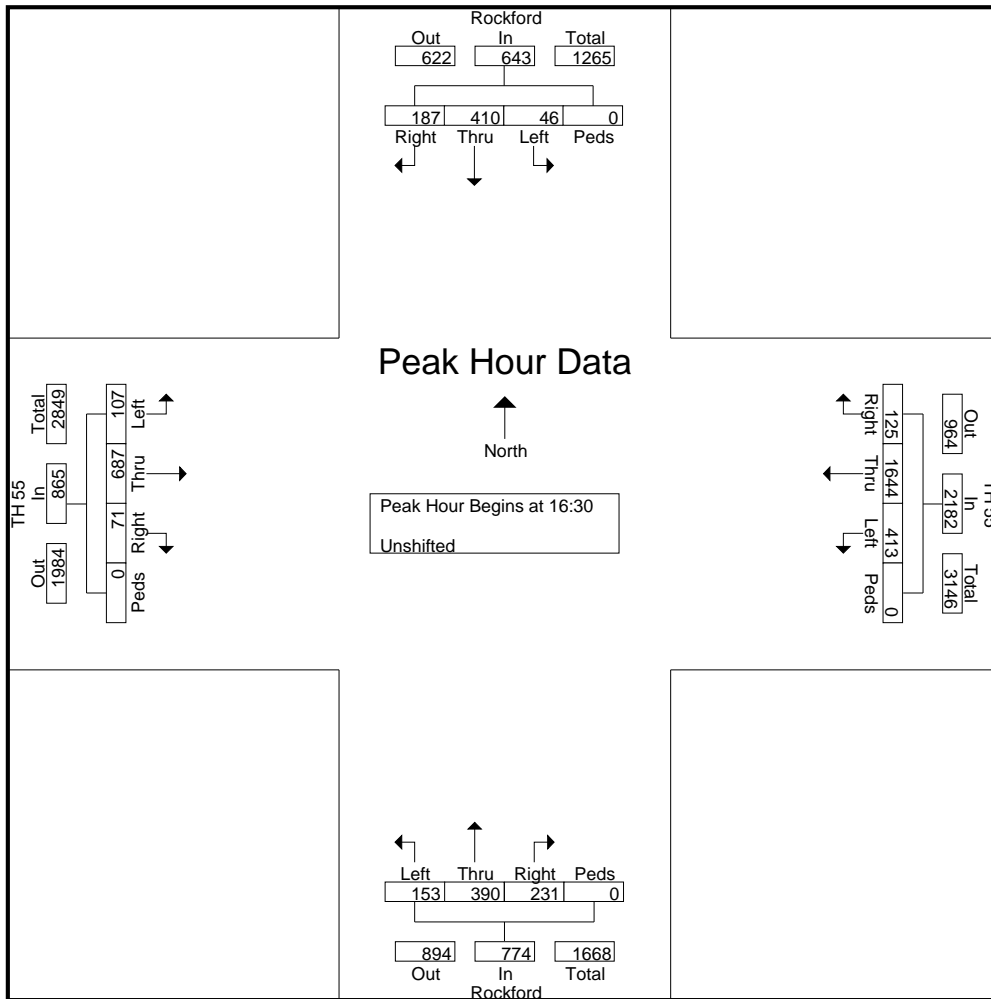 Rockford
Out In Total
622 643 1265
187 410 46 0
Right Thru Left Peds
Peak Hour Data
North
Peak Hour Begins at 16:30
Unshifted
TH 55
Total In Out
2849 865 1984
107 687 71 0
Left Thru Right Peds
Right Thru Left Peds
125 1644 413 0
964 2182 3146
Out In Total
TH 55
Left Thru Right Peds
153 390 231 0
894 774 1668
Out In Total
Rockford